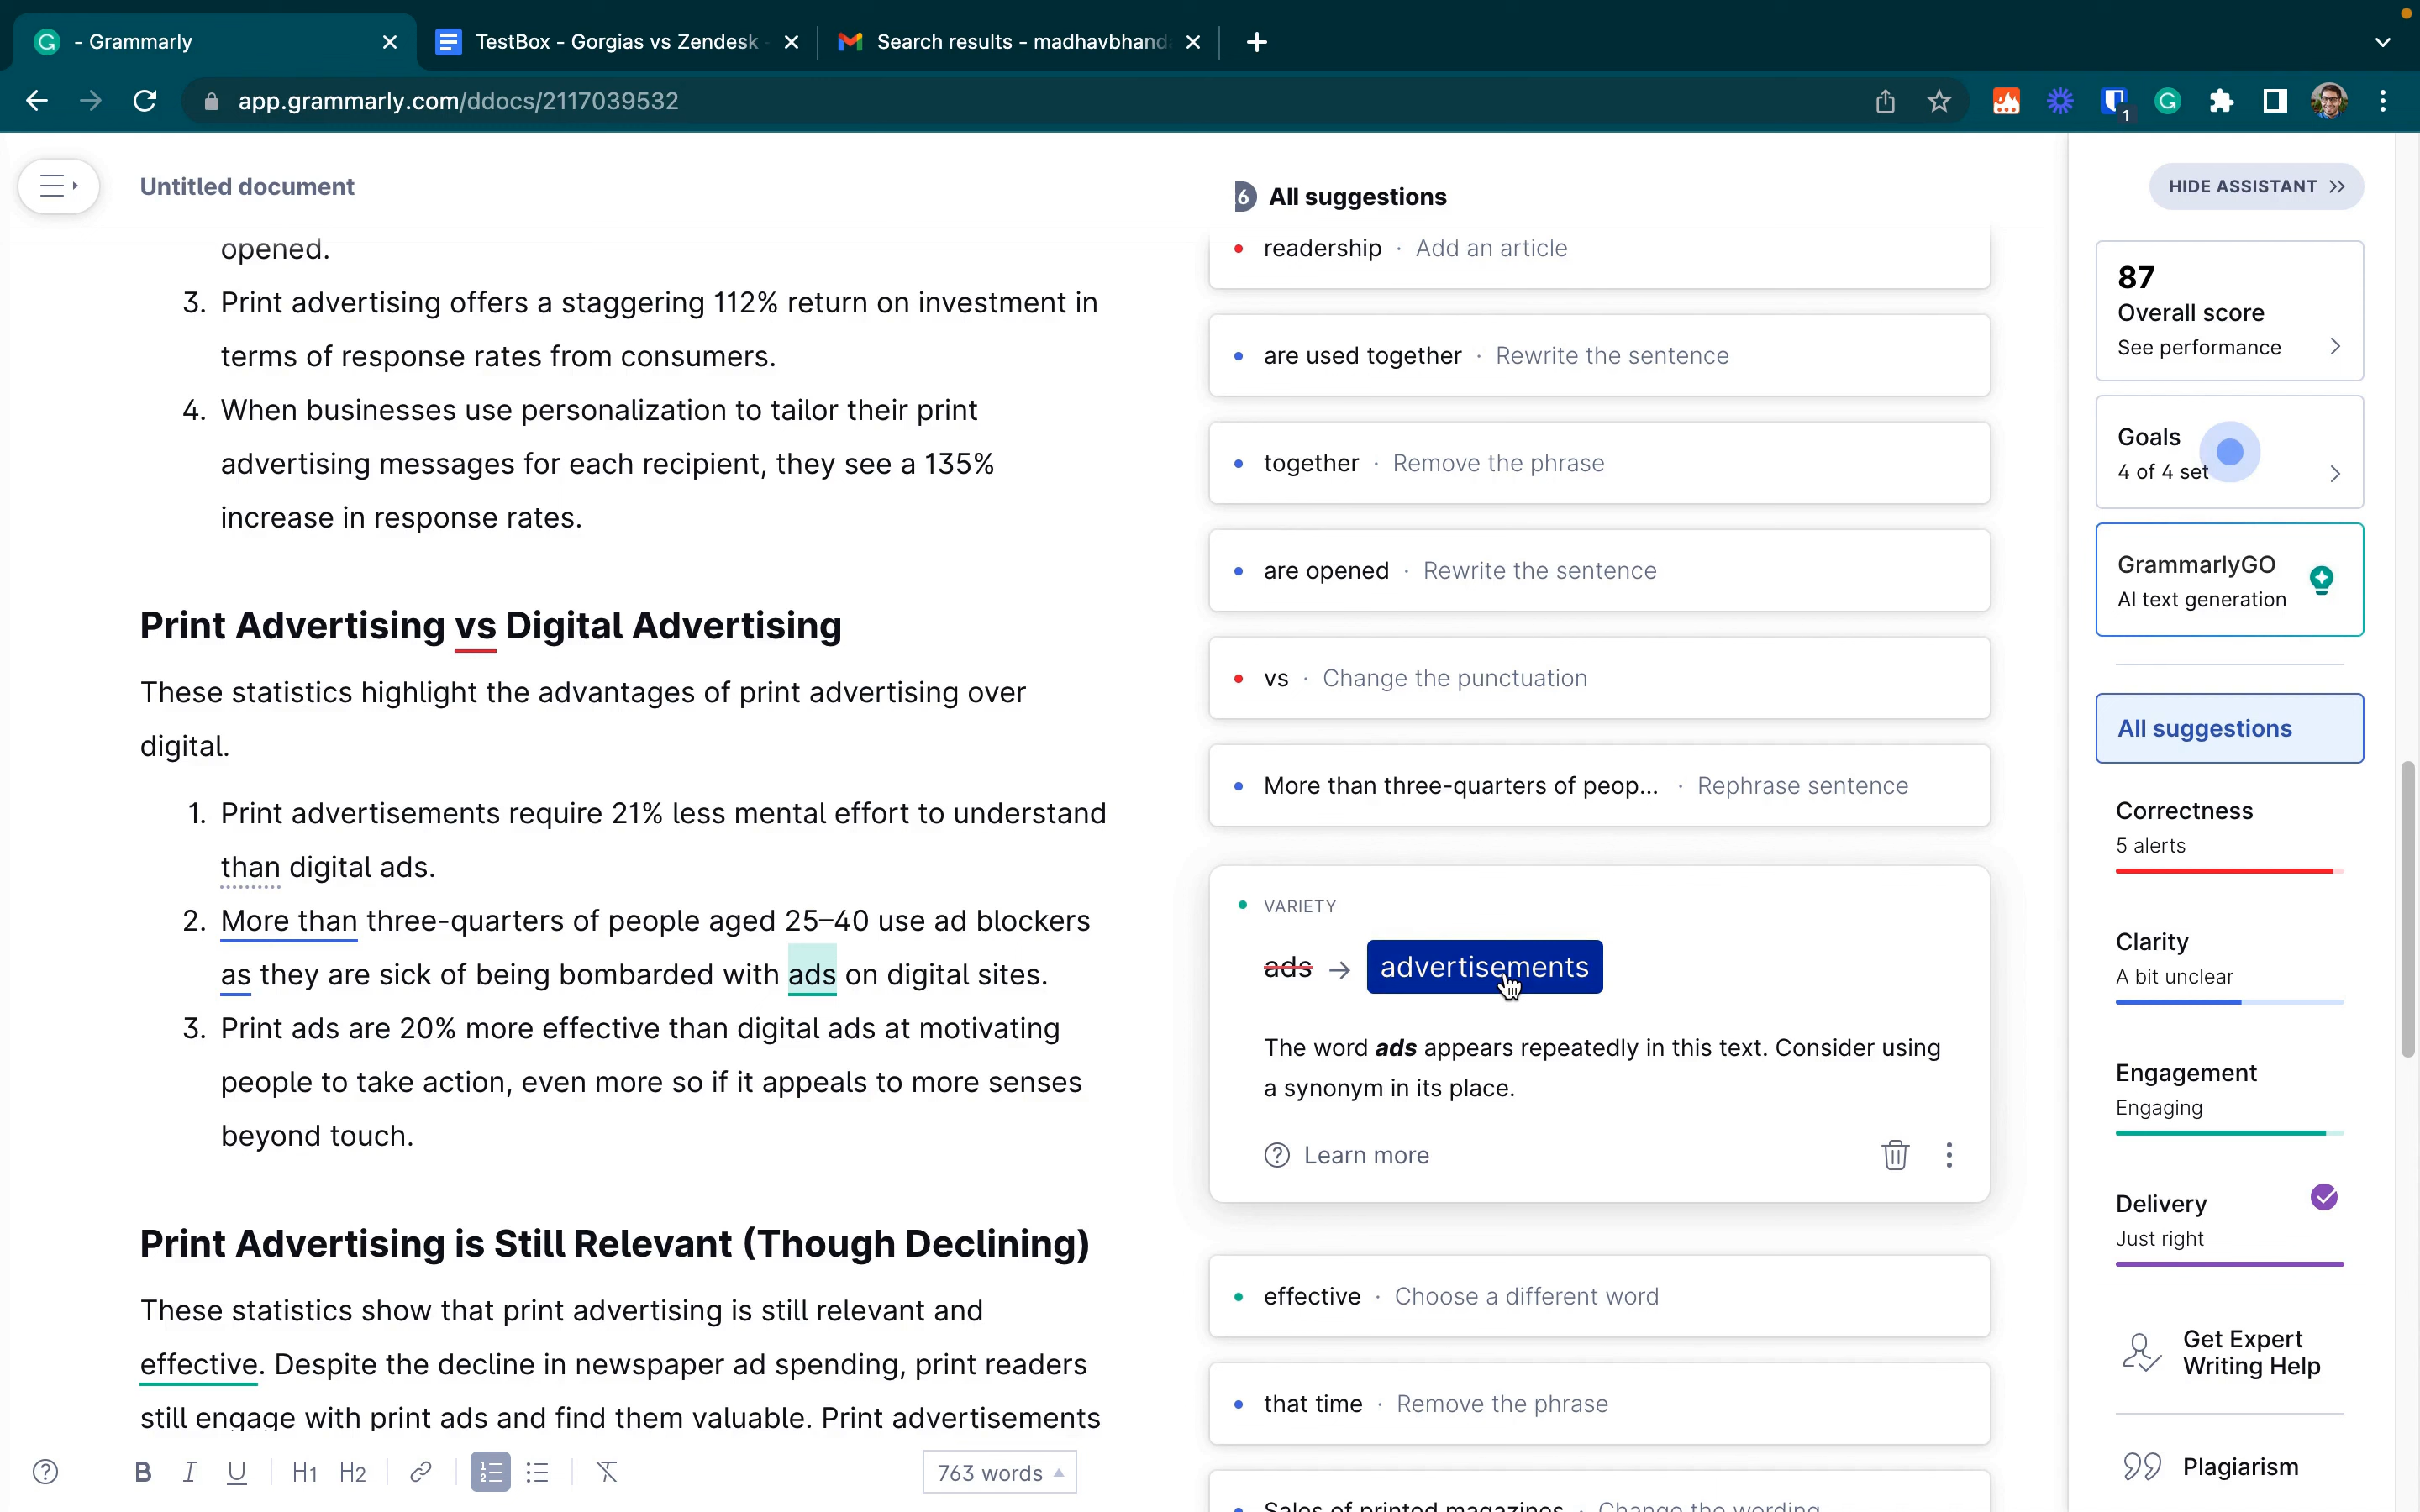 - Grammarly
TestBox - Gorgias vs Zendesk -
Search results - madhavbhanda
app.grammarly.com/ddocs/2117039532
1
Untitled document
opened.
3. Print advertising offers a staggering 112% return on investment in
terms of response rates from consumers.
4. When businesses use personalization to tailor their print
advertising messages for each recipient, they see a 135%
increase in response rates.
Print Advertising vs Digital Advertising
These statistics highlight the advantages of print advertising over
digital.
1. Print advertisements require 21% less mental effort to understand
than digital ads.
2. More than three-quarters of people aged 25–40 use ad blockers
as they are sick of being bombarded with ads on digital sites.
3. Print ads are 20% more effective than digital ads at motivating
people to take action, even more so if it appeals to more senses
beyond touch.
Print Advertising is Still Relevant (Though Declining)
These statistics show that print advertising is still relevant and
effective. Despite the decline in newspaper ad spending, print readers
still engage with print ads and find them valuable. Print advertisements
B I U H1 H2
763 words
6 All suggestions
readership · Add an article
are used together · Rewrite the sentence
together · Remove the phrase
are opened · Rewrite the sentence
vs · Change the punctuation
More than three-quarters of peop... · Rephrase sentence
VARIETY
ads → advertisements
The word ads appears repeatedly in this text. Consider using
a synonym in its place.
Learn more
effective · Choose a different word
that time · Remove the phrase
Sales of printed magazines · Change the wording
HIDE ASSISTANT
87
Overall score
See performance
Goals
4 of 4 set
GrammarlyGO
AI text generation
All suggestions
Correctness
5 alerts
Clarity
A bit unclear
Engagement
Engaging
Delivery
Just right
Get Expert
Writing Help
Plagiarism